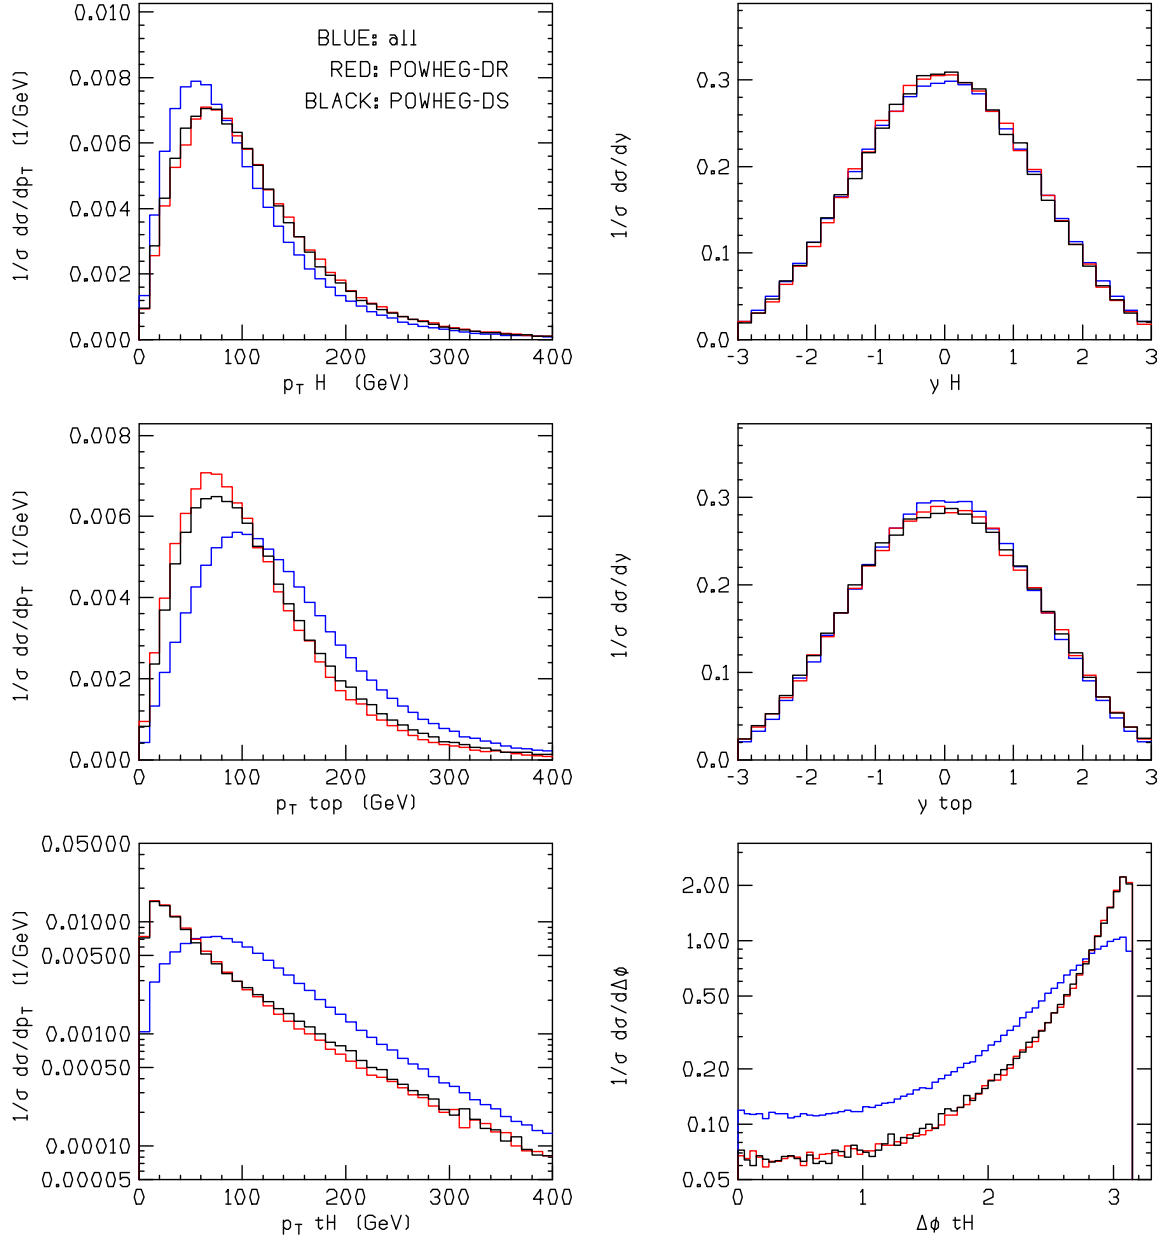 BLUE: all
RED: POWHEG-DR
BLACK: POWHEG-DS
1/σ dσ/dp_T (1/GeV)
0.010
0.008
0.006
0.004
0.002
0.000
0 100 200 300 400
p_T H (GeV)
1/σ dσ/dy
0.3
0.2
0.1
0.0
-3 -2 -1 0 1 2 3
y H
1/σ dσ/dp_T (1/GeV)
0.008
0.006
0.004
0.002
0.000
0 100 200 300 400
p_T top (GeV)
1/σ dσ/dy
0.3
0.2
0.1
0.0
-3 -2 -1 0 1 2 3
y top
1/σ dσ/dp_T (1/GeV)
0.05000
0.01000
0.00500
0.00100
0.00050
0.00010
0.00005
0 100 200 300 400
p_T tH (GeV)
1/σ dσ/dΔϕ
2.00
1.00
0.50
0.20
0.10
0.05
0 1 2 3
Δϕ tH